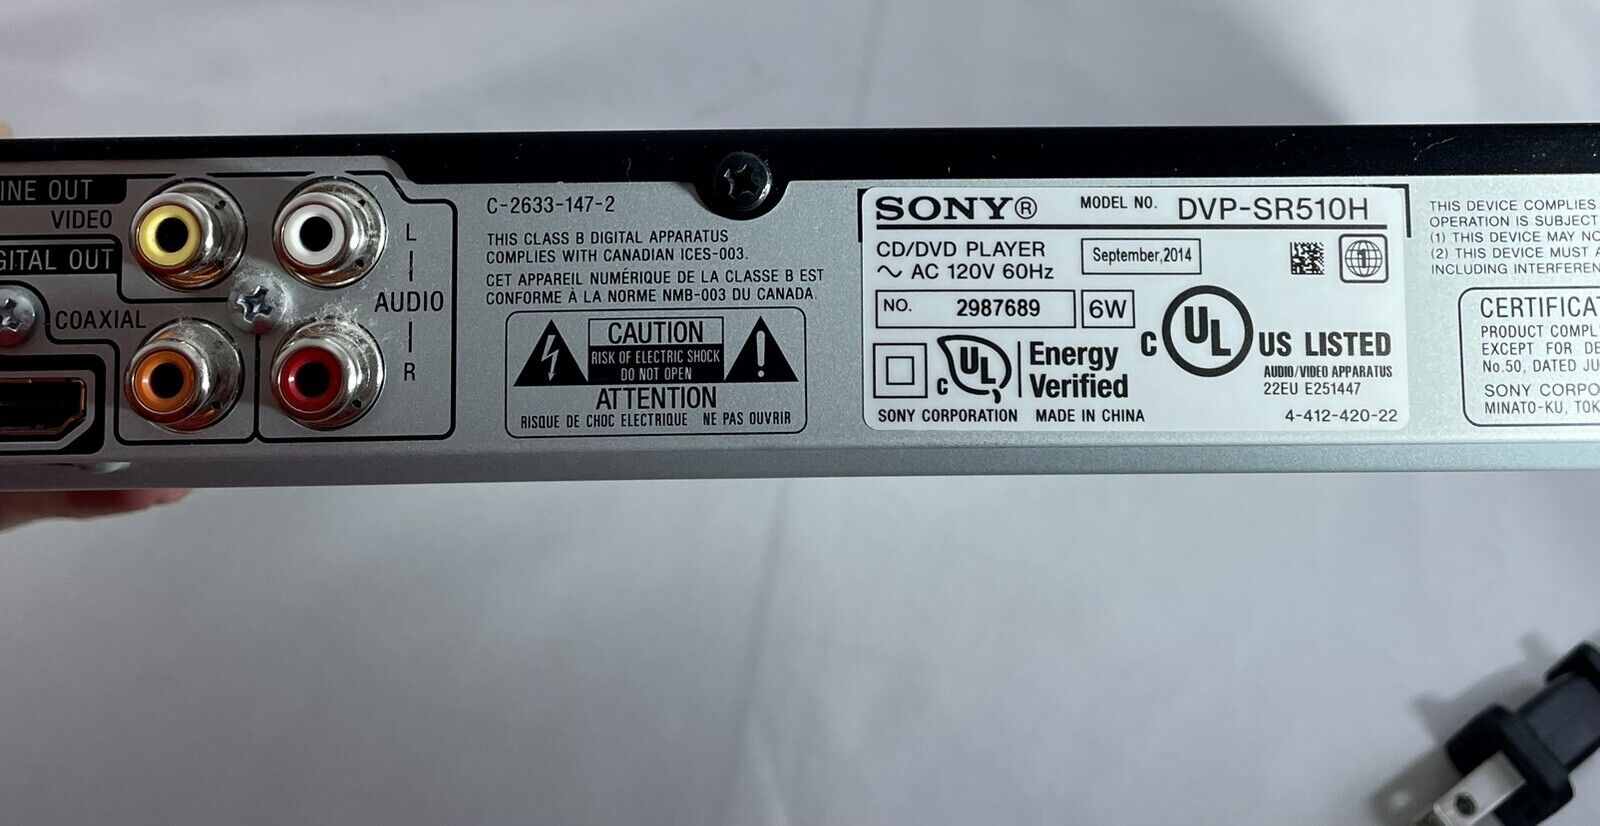 INE OUT
VIDEO
GITAL OUT
COAXIAL
L
AUDIO
R
C-2633-147-2
THIS CLASS B DIGITAL APPARATUS
COMPLIES WITH CANADIAN ICES-003.
CET APPAREIL NUMÉRIQUE DE LA CLASSE B EST
CONFORME À LA NORME NMB-003 DU CANADA.
CAUTION
RISK OF ELECTRIC SHOCK
DO NOT OPEN
ATTENTION
RISQUE DE CHOC ELECTRIQUE NE PAS OUVRIR
SONY® MODEL NO. DVP-SR510H
CD/DVD PLAYER
~ AC 120V 60Hz
September,2014
1
NO. 2987689 6W
C UL Energy Verified
C UL US LISTED
AUDIO/VIDEO APPARATUS
22EU E251447
SONY CORPORATION MADE IN CHINA 4-412-420-22
THIS DEVICE COMPLIES
OPERATION IS SUBJECT
(1) THIS DEVICE MAY NO
(2) THIS DEVICE MUST A
INCLUDING INTERFEREN
CERTIFICAT
PRODUCT COMPL
EXCEPT FOR DE
No.50, DATED JU
SONY CORPO
MINATO-KU, TOK